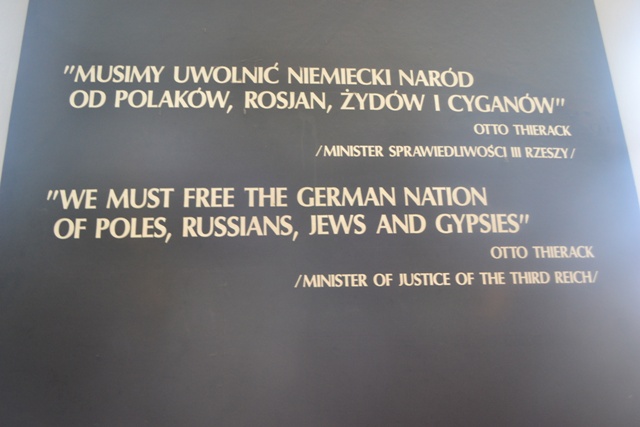 "MUSIMY UWOLNIĆ NIEMIECKI NARÓD
OD POLAKÓW, ROSJAN, ŻYDÓW I CYGANÓW"
OTTO THIERACK
/MINISTER SPRAWIEDLIWOŚCI III RZESZY/
"WE MUST FREE THE GERMAN NATION
OF POLES, RUSSIANS, JEWS AND GYPSIES"
OTTO THIERACK
/MINISTER OF JUSTICE OF THE THIRD REICH/